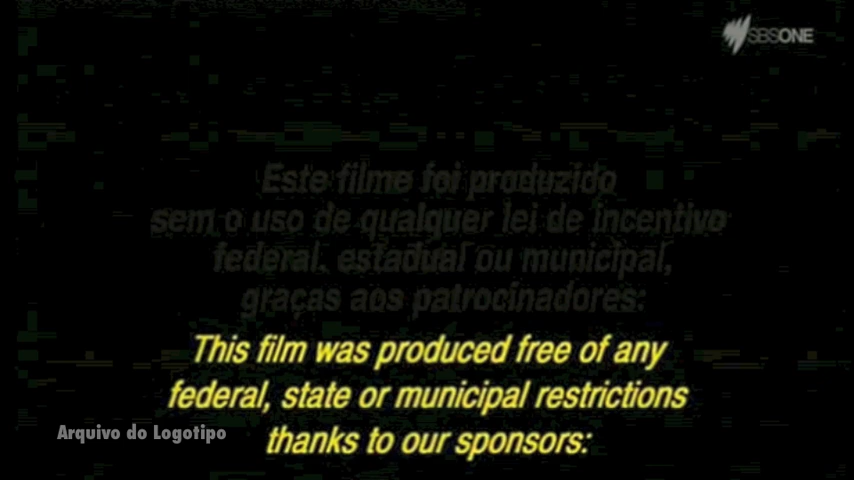 SBSONE
Este filme foi produzido
sem o uso de qualquer lei de incentivo
federal, estadual ou municipal,
graças aos patrocinadores:
This film was produced free of any
federal, state or municipal restrictions
thanks to our sponsors:
Arquivo do Logotipo